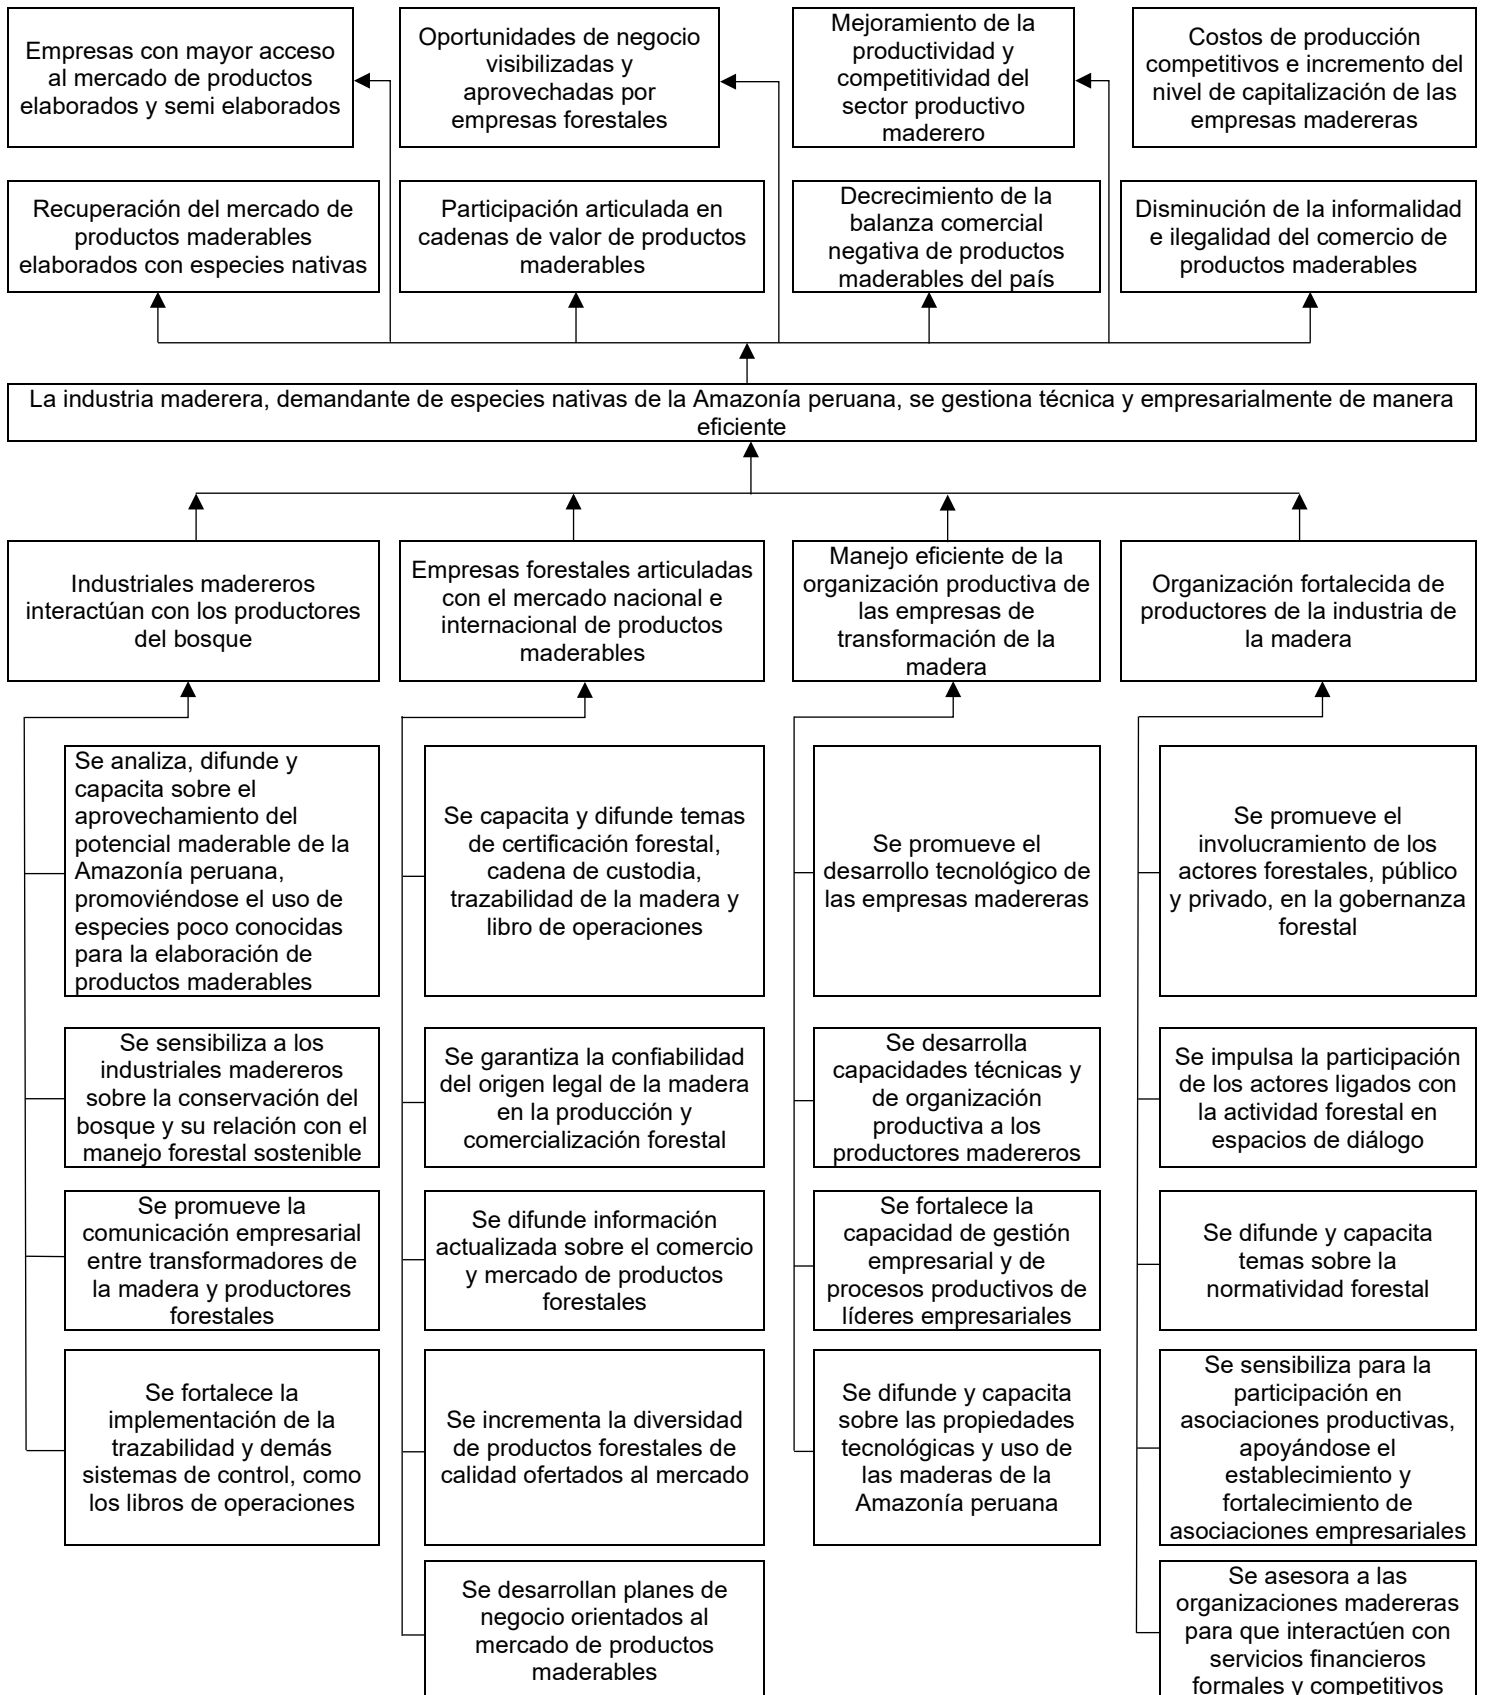 Empresas con mayor acceso
al mercado de productos
elaborados y semi elaborados
Oportunidades de negocio
visibilizadas y
aprovechadas por
empresas forestales
Mejoramiento de la
productividad y
competitividad del
sector productivo
maderero
Costos de producción
competitivos e incremento del
nivel de capitalización de las
empresas madereras
Recuperación del mercado de
productos maderables
elaborados con especies nativas
Participación articulada en
cadenas de valor de productos
maderables
Decrecimiento de la
balanza comercial
negativa de productos
maderables del país
Disminución de la informalidad
e ilegalidad del comercio de
productos maderables
La industria maderera, demandante de especies nativas de la Amazonía peruana, se gestiona técnica y empresarialmente de manera
eficiente
Industriales madereros
interactúan con los productores
del bosque
Empresas forestales articuladas
con el mercado nacional e
internacional de productos
maderables
Manejo eficiente de la
organización productiva de
las empresas de
transformación de la
madera
Organización fortalecida de
productores de la industria de
la madera
Se analiza, difunde y
capacita sobre el
aprovechamiento del
potencial maderable de la
Amazonía peruana,
promoviéndose el uso de
especies poco conocidas
para la elaboración de
productos maderables
Se capacita y difunde temas
de certificación forestal,
cadena de custodia,
trazabilidad de la madera y
libro de operaciones
Se promueve el
desarrollo tecnológico de
las empresas madereras
Se promueve el
involucramiento de los
actores forestales, público
y privado, en la gobernanza
forestal
Se sensibiliza a los
industriales madereros
sobre la conservación del
bosque y su relación con el
manejo forestal sostenible
Se garantiza la confiabilidad
del origen legal de la madera
en la producción y
comercialización forestal
Se desarrolla
capacidades técnicas y
de organización
productiva a los
productores madereros
Se impulsa la participación
de los actores ligados con
la actividad forestal en
espacios de diálogo
Se promueve la
comunicación empresarial
entre transformadores de
la madera y productores
forestales
Se difunde información
actualizada sobre el comercio
y mercado de productos
forestales
Se fortalece la
capacidad de gestión
empresarial y de
procesos productivos de
líderes empresariales
Se difunde y capacita
temas sobre la
normatividad forestal
Se fortalece la
implementación de la
trazabilidad y demás
sistemas de control, como
los libros de operaciones
Se incrementa la diversidad
de productos forestales de
calidad ofertados al mercado
Se difunde y capacita
sobre las propiedades
tecnológicas y uso de
las maderas de la
Amazonía peruana
Se sensibiliza para la
participación en
asociaciones productivas,
apoyándose el
establecimiento y
fortalecimiento de
asociaciones empresariales
Se desarrollan planes de
negocio orientados al
mercado de productos
maderables
Se asesora a las
organizaciones madereras
para que interactúen con
servicios financieros
formales y competitivos